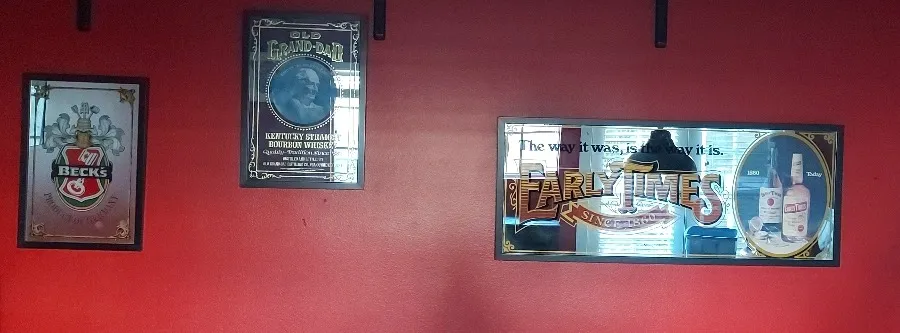 BECK's
OLD
GRAND-DAD
KENTUCKY STRAIGHT
BOURBON WHISKEY
The way it was, is the way it is.
EARLY TIMES
SINCE 1860
1860
Today